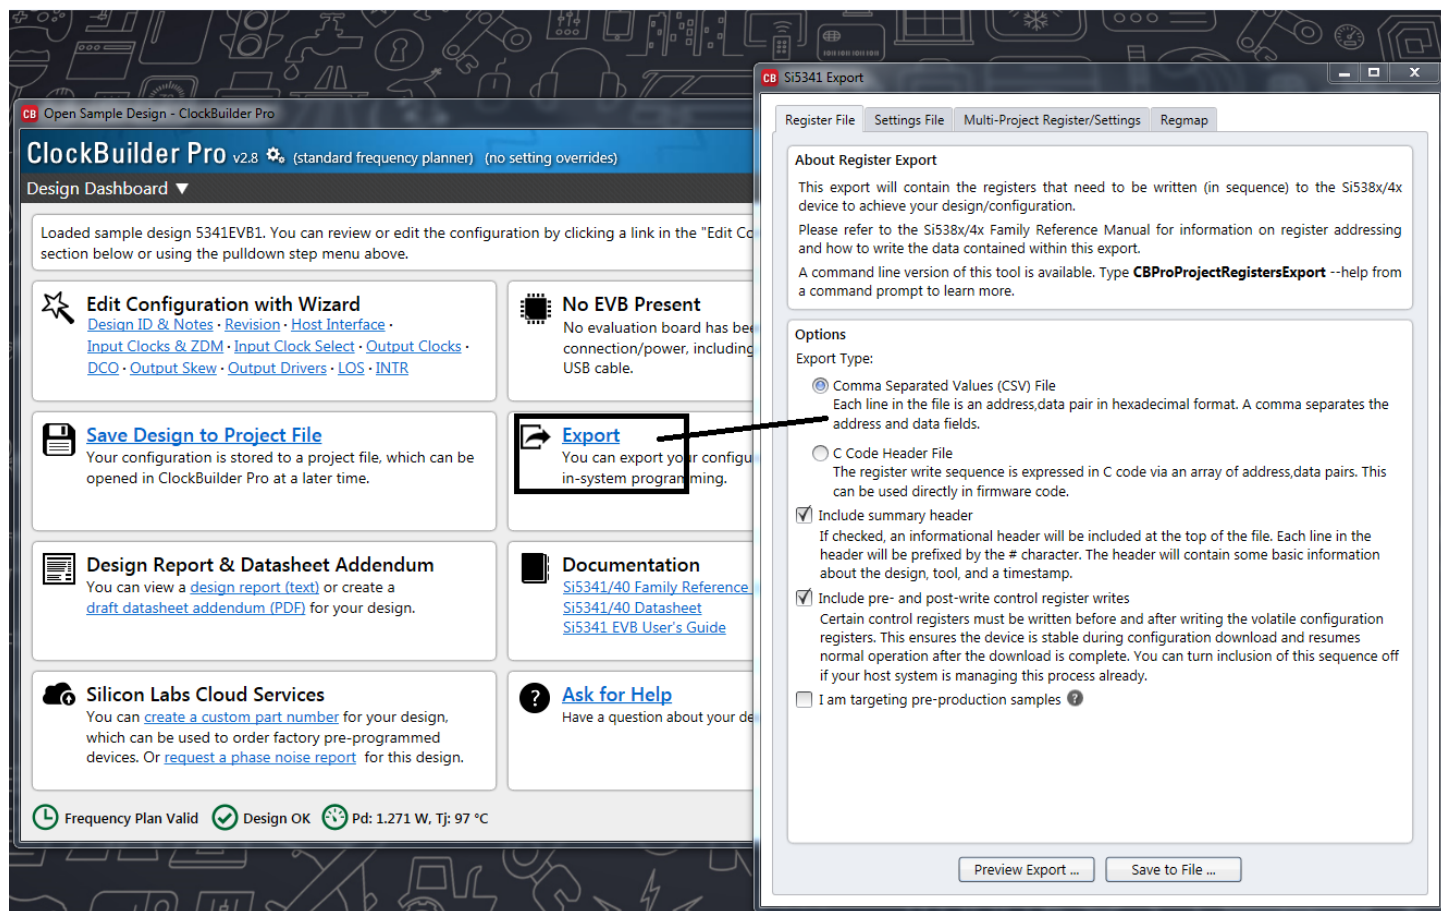 CB Open Sample Design - ClockBuilder Pro
ClockBuilder Pro v2.8 (standard frequency planner) (no setting overrides)
Design Dashboard ▼
Loaded sample design 5341EVB1. You can review or edit the configuration by clicking a link in the "Edit Co
section below or using the pulldown step menu above.
Edit Configuration with Wizard
Design ID & Notes · Revision · Host Interface ·
Input Clocks & ZDM · Input Clock Select · Output Clocks ·
DCO · Output Skew · Output Drivers · LOS · INTR
No EVB Present
No evaluation board has bee
connection/power, including
USB cable.
Save Design to Project File
Your configuration is stored to a project file, which can be
opened in ClockBuilder Pro at a later time.
Export
You can export your configu
in-system programming.
Design Report & Datasheet Addendum
You can view a design report (text) or create a
draft datasheet addendum (PDF) for your design.
Documentation
Si5341/40 Family Reference
Si5341/40 Datasheet
Si5341 EVB User's Guide
Silicon Labs Cloud Services
You can create a custom part number for your design,
which can be used to order factory pre-programmed
devices. Or request a phase noise report for this design.
Ask for Help
Have a question about your de
Frequency Plan Valid Design OK Pd: 1.271 W, Tj: 97 °C
CB Si5341 Export
Register File Settings File Multi-Project Register/Settings Regmap
About Register Export
This export will contain the registers that need to be written (in sequence) to the Si538x/4x
device to achieve your design/configuration.
Please refer to the Si538x/4x Family Reference Manual for information on register addressing
and how to write the data contained within this export.
A command line version of this tool is available. Type CBProProjectRegistersExport --help from
a command prompt to learn more.
Options
Export Type:
Comma Separated Values (CSV) File
Each line in the file is an address,data pair in hexadecimal format. A comma separates the
address and data fields.
C Code Header File
The register write sequence is expressed in C code via an array of address,data pairs. This
can be used directly in firmware code.
Include summary header
If checked, an informational header will be included at the top of the file. Each line in the
header will be prefixed by the # character. The header will contain some basic information
about the design, tool, and a timestamp.
Include pre- and post-write control register writes
Certain control registers must be written before and after writing the volatile configuration
registers. This ensures the device is stable during configuration download and resumes
normal operation after the download is complete. You can turn inclusion of this sequence off
if your host system is managing this process already.
I am targeting pre-production samples ?
Preview Export ... Save to File ...